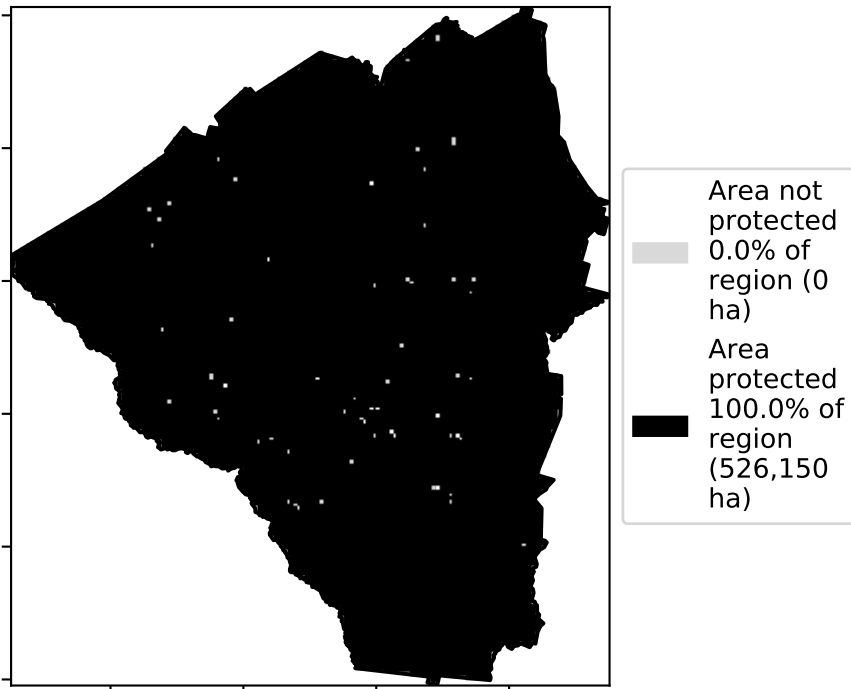 Area not
protected
0.0% of
region (0
ha)
Area
protected
100.0% of
region
(526,150
ha)